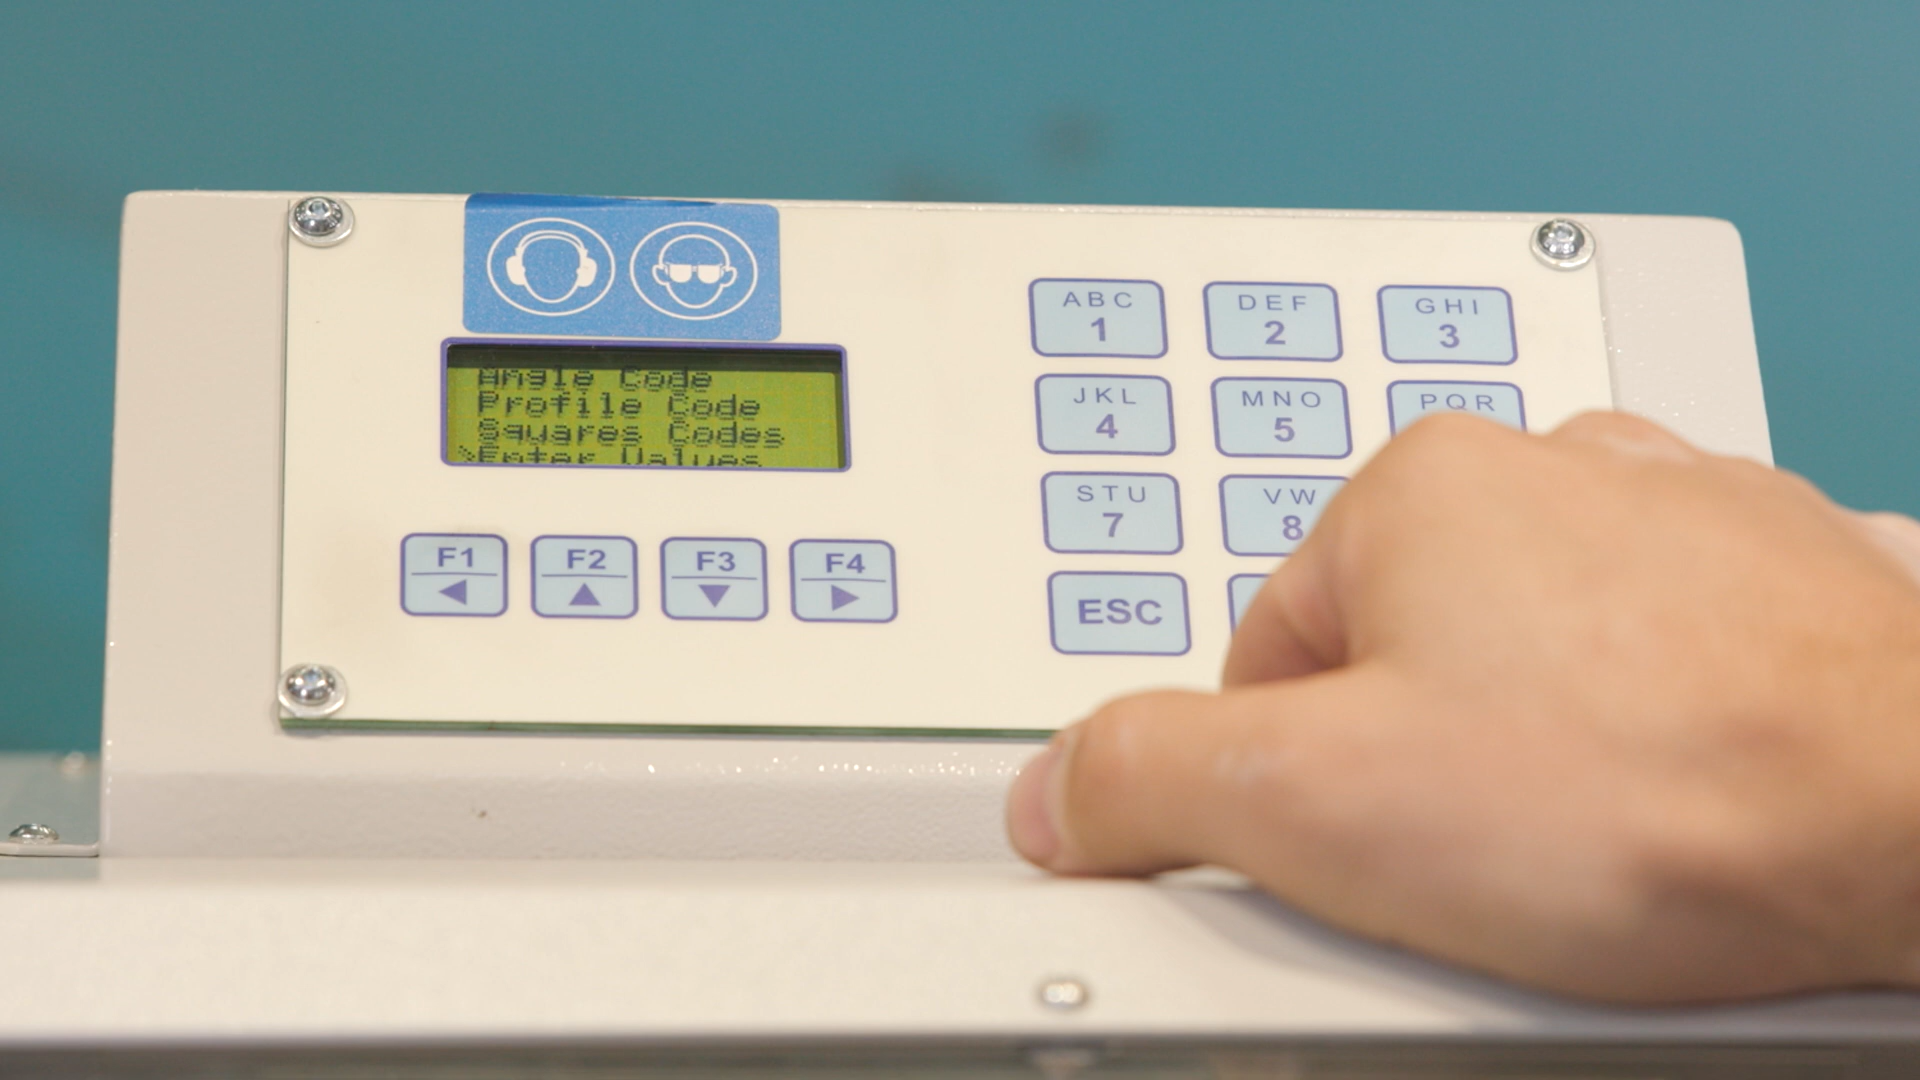 Angle Code
Profile Code
Squares Codes
>Enter Values
F1
F2
F3
F4
ABC
1
DEF
2
GHI
3
JKL
4
MNO
5
PQR
STU
7
VW
8
ESC